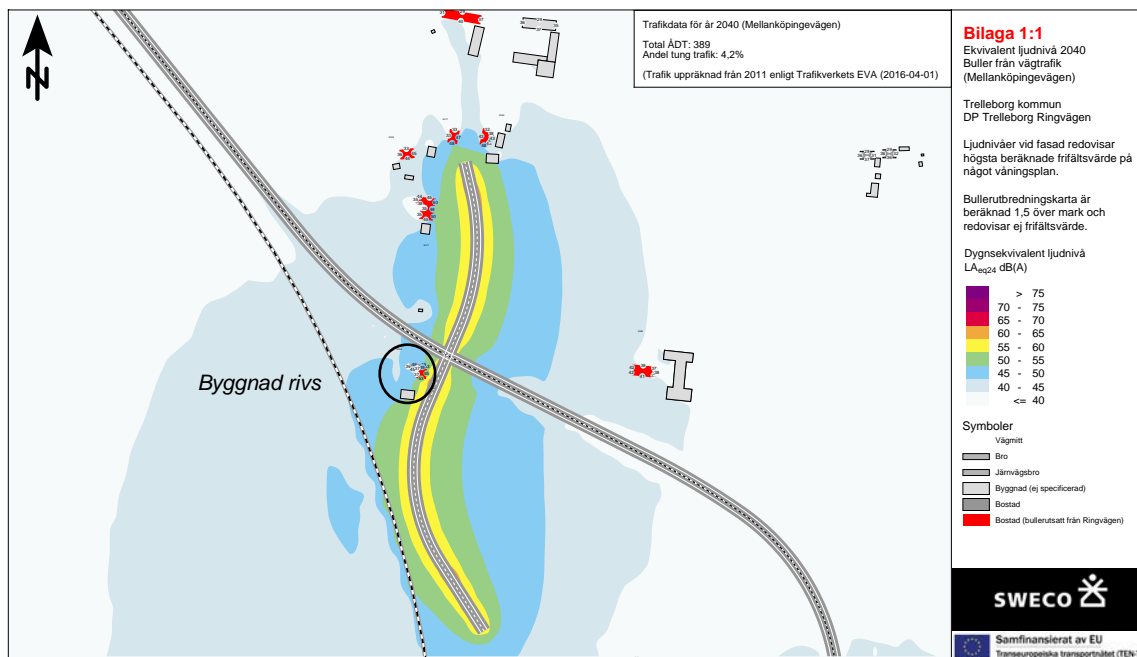 Trafikdata för år 2040 (Mellanköpingevägen)
Total ÅDT: 389
Andel tung trafik: 4,2%
(Trafik uppräknad från 2011 enligt Trafikverkets EVA (2016-04-01)
N
Byggnad rivs
Bilaga 1:1
Ekvivalent ljudnivå 2040
Buller från vägtrafik
(Mellanköpingevägen)
Trelleborg kommun
DP Trelleborg Ringvägen
Ljudnivåer vid fasad redovisar
högsta beräknade frifältsvärde på
något våningsplan.
Bullerutbredningskarta är
beräknad 1,5 över mark och
redovisar ej frifältsvärde.
Dygnsekvivalent ljudnivå
LAeq24 dB(A)
> 75
70 - 75
65 - 70
60 - 65
55 - 60
50 - 55
45 - 50
40 - 45
<= 40
Symboler
Vägmitt
Bro
Järnvägsbro
Byggnad (ej specificerad)
Bostad
Bostad (bullerutsatt från Ringvägen)
SWECO
Samfinansierat av EU
Transeuropeiska transportnätet (TEN-